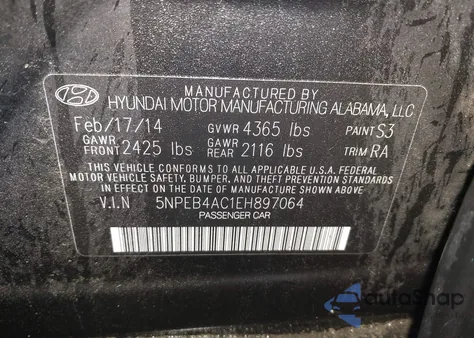 MANUFACTURED BY
HYUNDAI MOTOR MANUFACTURING ALABAMA, LLC
Feb/17/14 GVWR 4365 lbs PAINT S3
GAWR FRONT 2425 lbs GAWR REAR 2116 lbs TRIM RA
THIS VEHICLE CONFORMS TO ALL APPLICABLE U.S. FEDERAL
MOTOR VEHICLE SAFETY, BUMPER, AND THEFT PREVENTION STANDARDS
IN EFFECT ON THE DATE OF MANUFACTURE SHOWN ABOVE.
V.I.N 5NPEB4AC1EH897064
PASSENGER CAR
AutoSnap